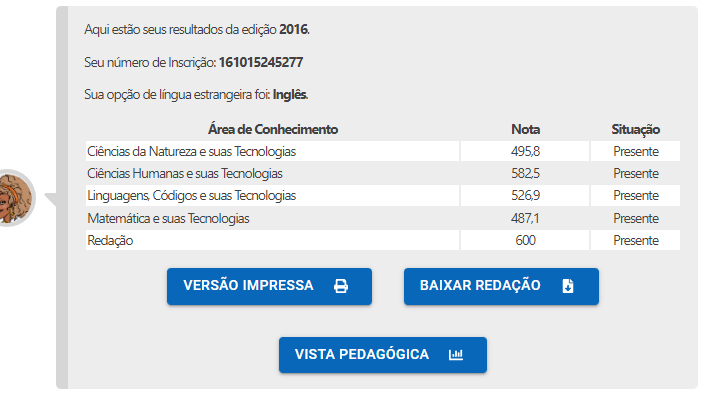 Aqui estão seus resultados da edição 2016.
Seu número de Inscrição: 161015245277
Sua opção de língua estrangeira foi: Inglês.
Área de Conhecimento Nota Situação
Ciências da Natureza e suas Tecnologias 495,8 Presente
Ciências Humanas e suas Tecnologias 582,5 Presente
Linguagens, Códigos e suas Tecnologias 526,9 Presente
Matemática e suas Tecnologias 487,1 Presente
Redação 600 Presente
VERSÃO IMPRESSA BAIXAR REDAÇÃO
VISTA PEDAGÓGICA